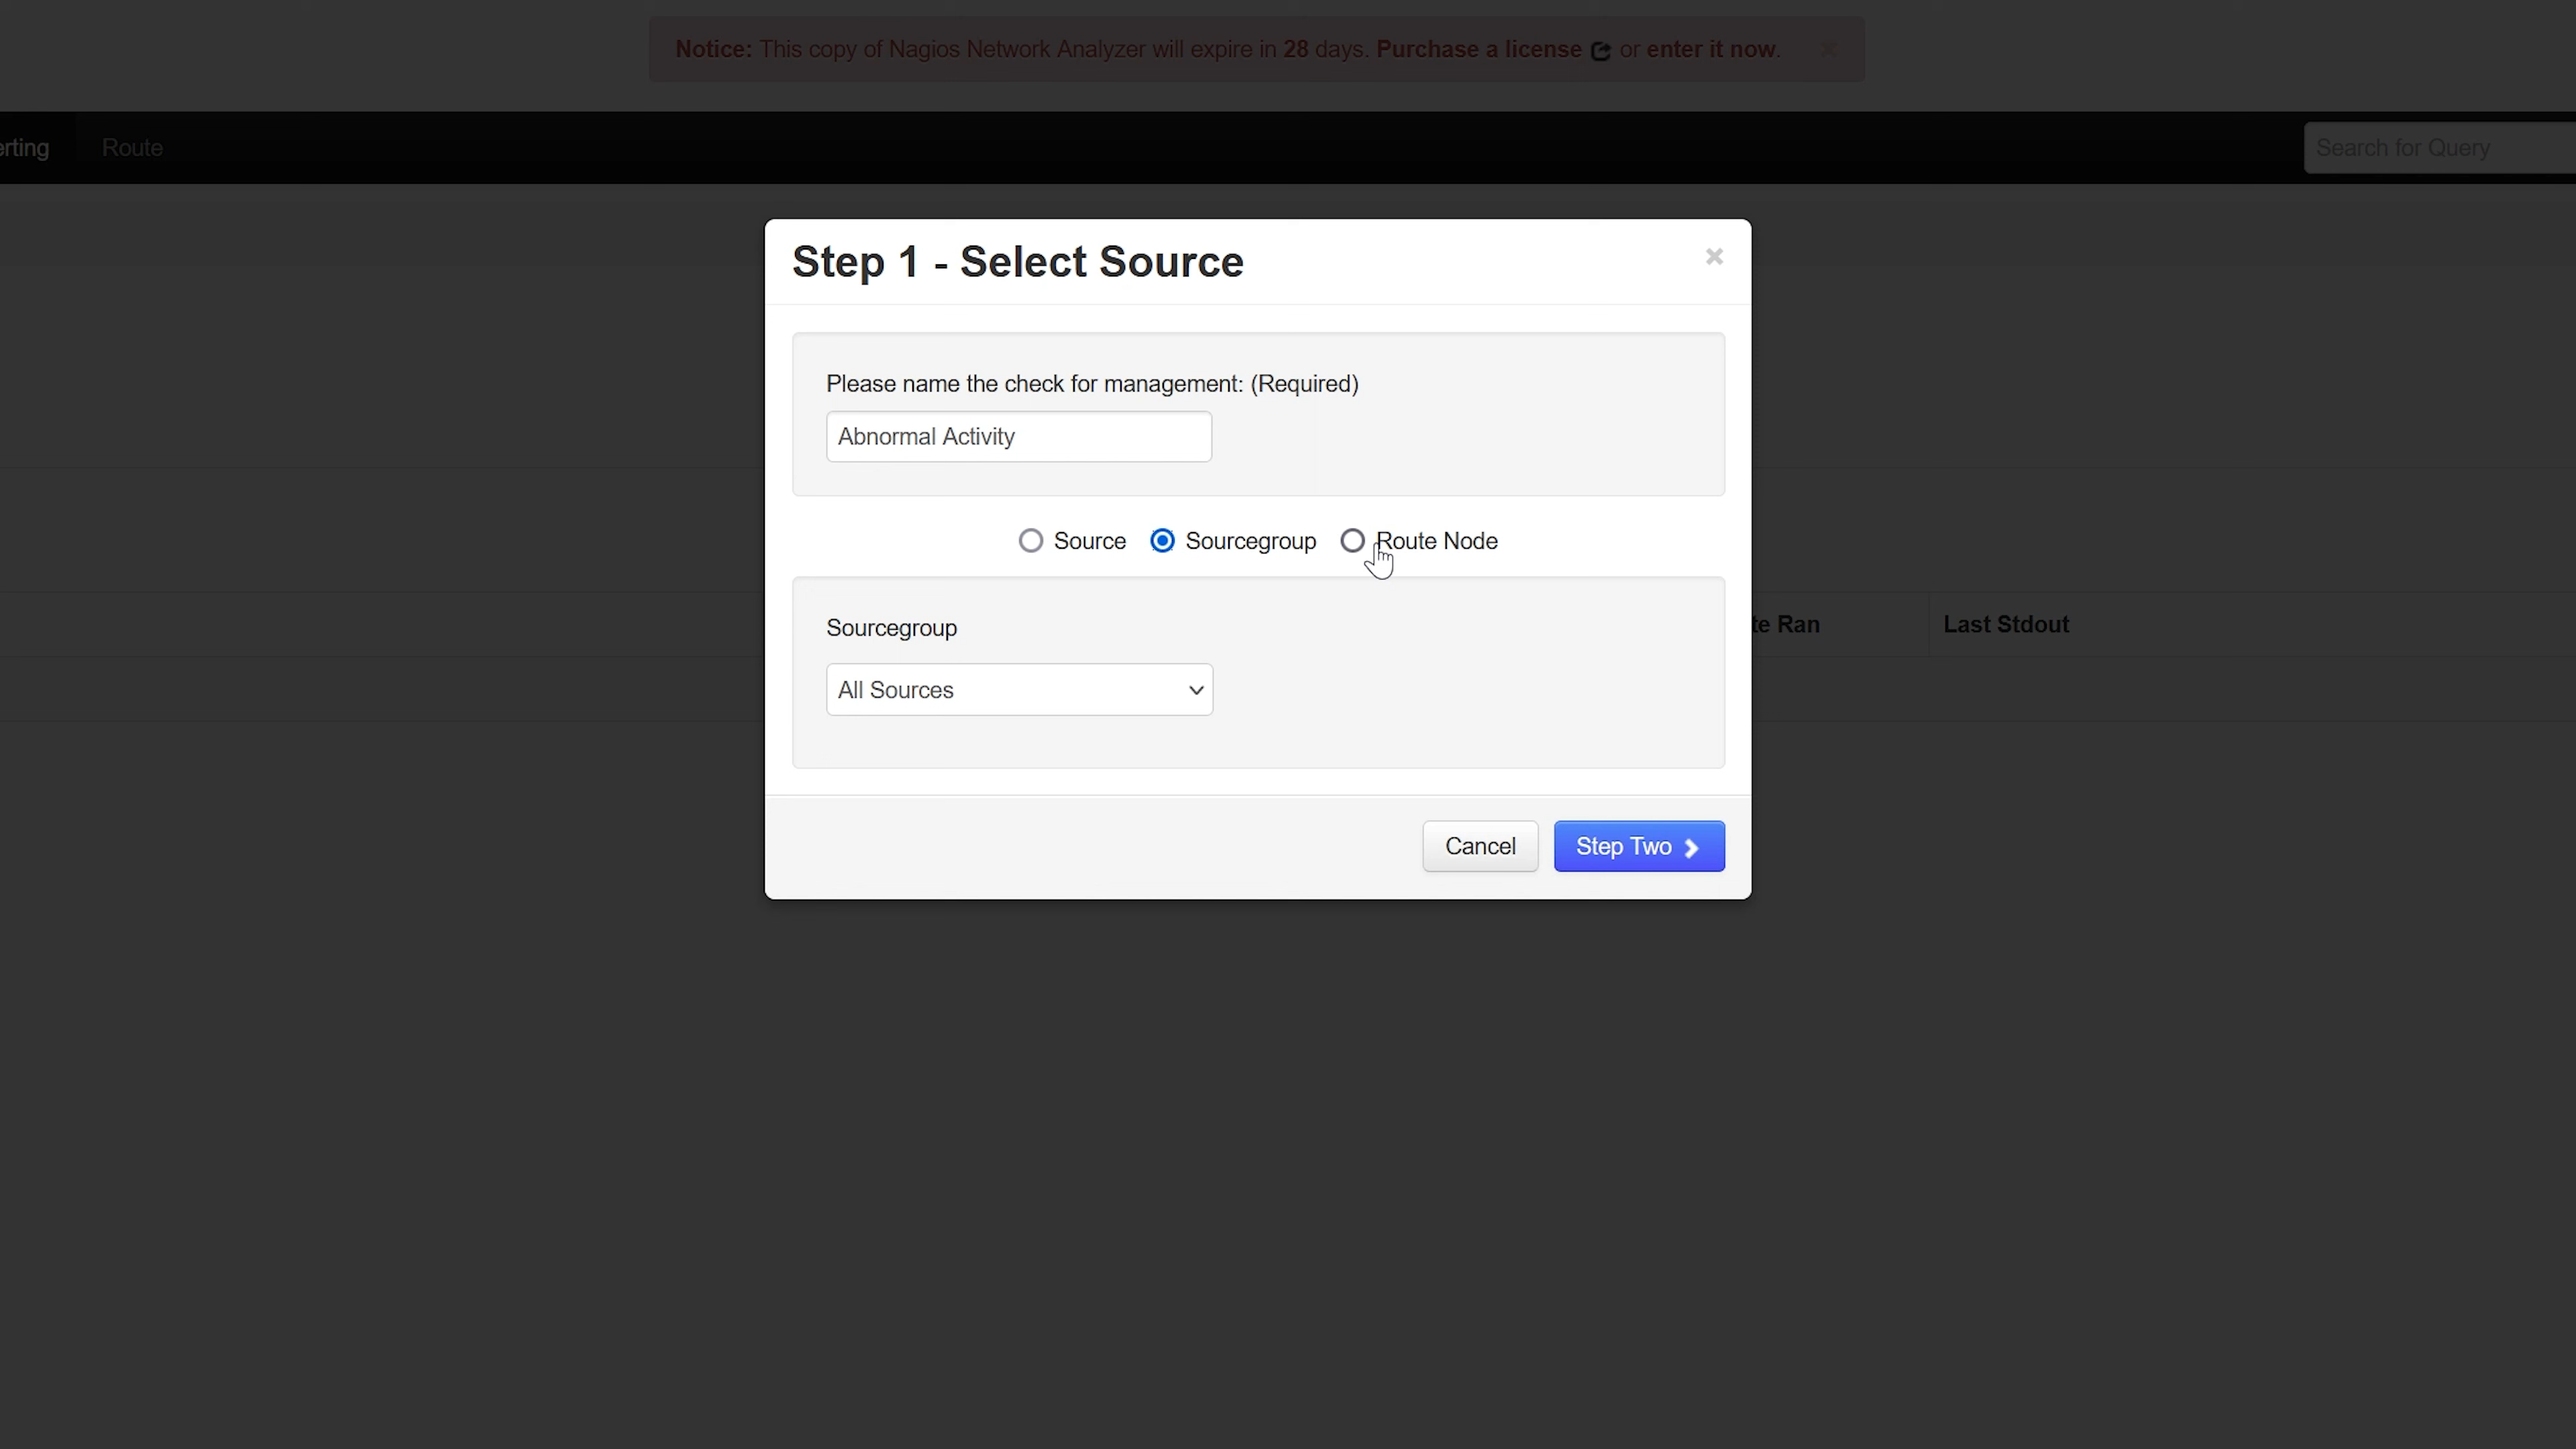 Notice: This copy of Nagios Network Analyzer will expire in 28 days. Purchase a license or enter it now.
erting Route Search for Query
Step 1 - Select Source
Please name the check for management: (Required)
Abnormal Activity
Source Sourcegroup Route Node
te Ran Last Stdout
Sourcegroup
All Sources
Cancel Step Two